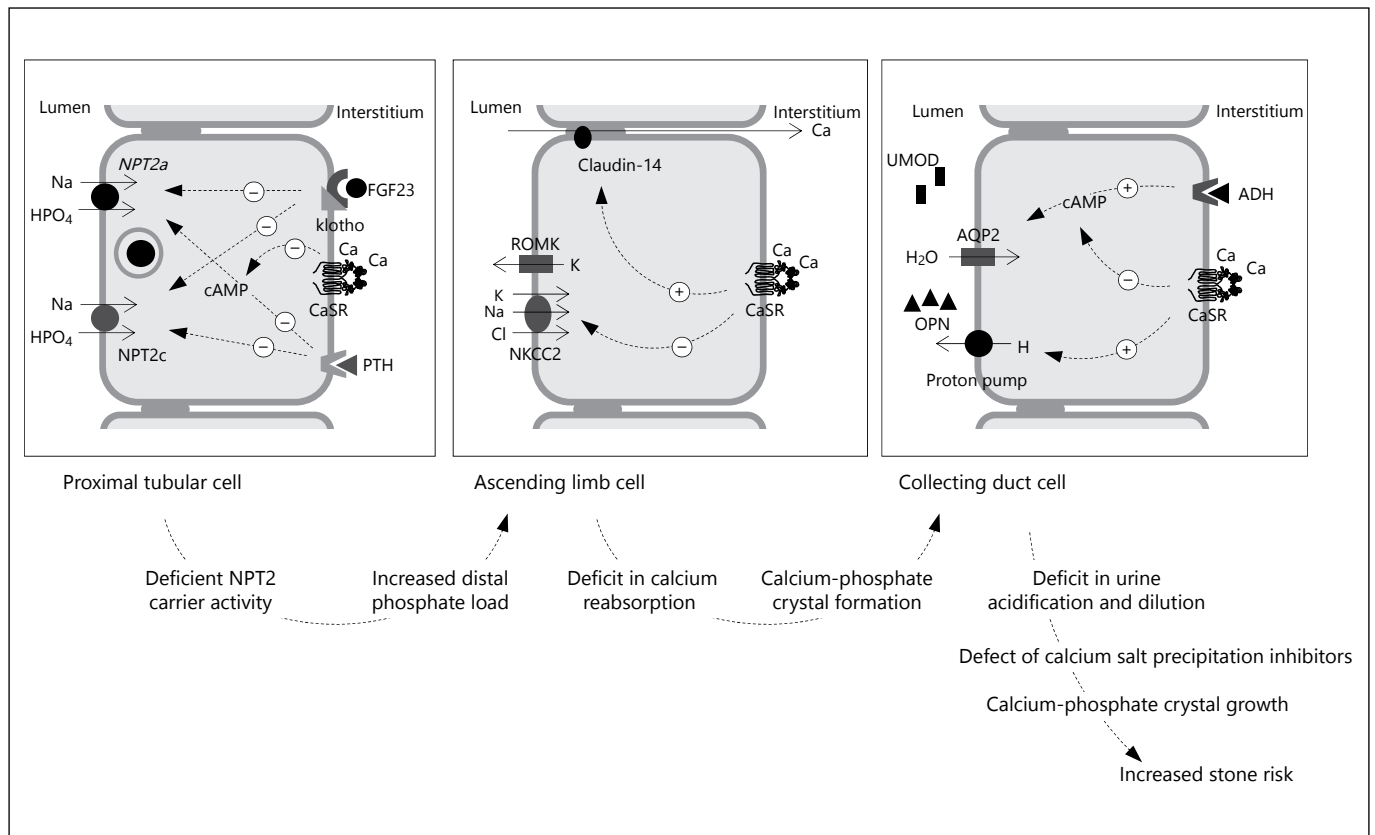 Lumen
Interstitium
NPT2a
Na
HPO4
−
FGF23
klotho
−
−
Ca
Ca
cAMP
CaSR
Na
HPO4
NPT2c
−
−
PTH
Lumen
Interstitium
Ca
Claudin-14
ROMK
K
K
Na
Cl
NKCC2
+
−
Ca
Ca
CaSR
Lumen
Interstitium
UMOD
cAMP
+
ADH
H2O
AQP2
−
Ca
Ca
CaSR
OPN
H
+
Proton pump
Proximal tubular cell
Ascending limb cell
Collecting duct cell
Deficient NPT2
carrier activity
Increased distal
phosphate load
Deficit in calcium
reabsorption
Calcium-phosphate
crystal formation
Deficit in urine
acidification and dilution
Defect of calcium salt precipitation inhibitors
Calcium-phosphate crystal growth
Increased stone risk